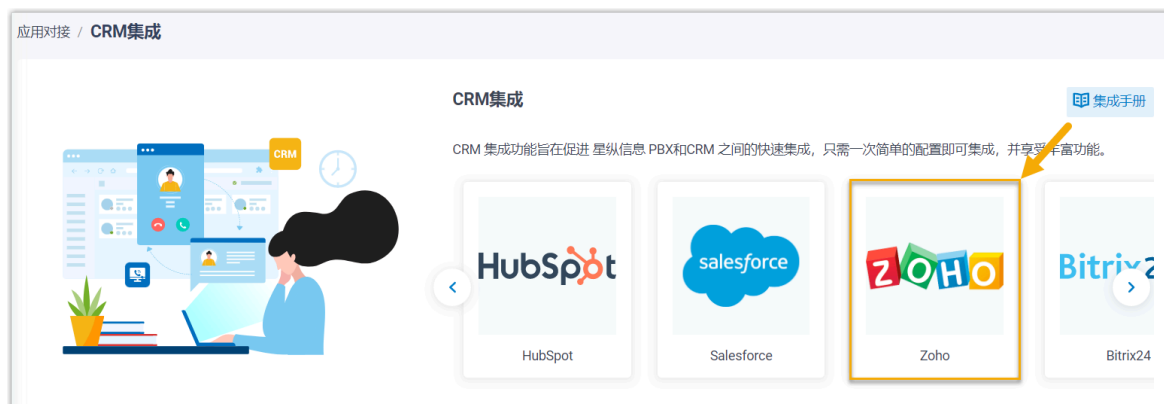 应用对接 / CRM集成
CRM集成
集成手册
CRM
CRM 集成功能旨在促进 星纵信息 PBX和CRM 之间的快速集成，只需一次简单的配置即可集成，并享受丰富功能。
HubSpot
salesforce
ZOHO
Bitrix2
HubSpot
Salesforce
Zoho
Bitrix24